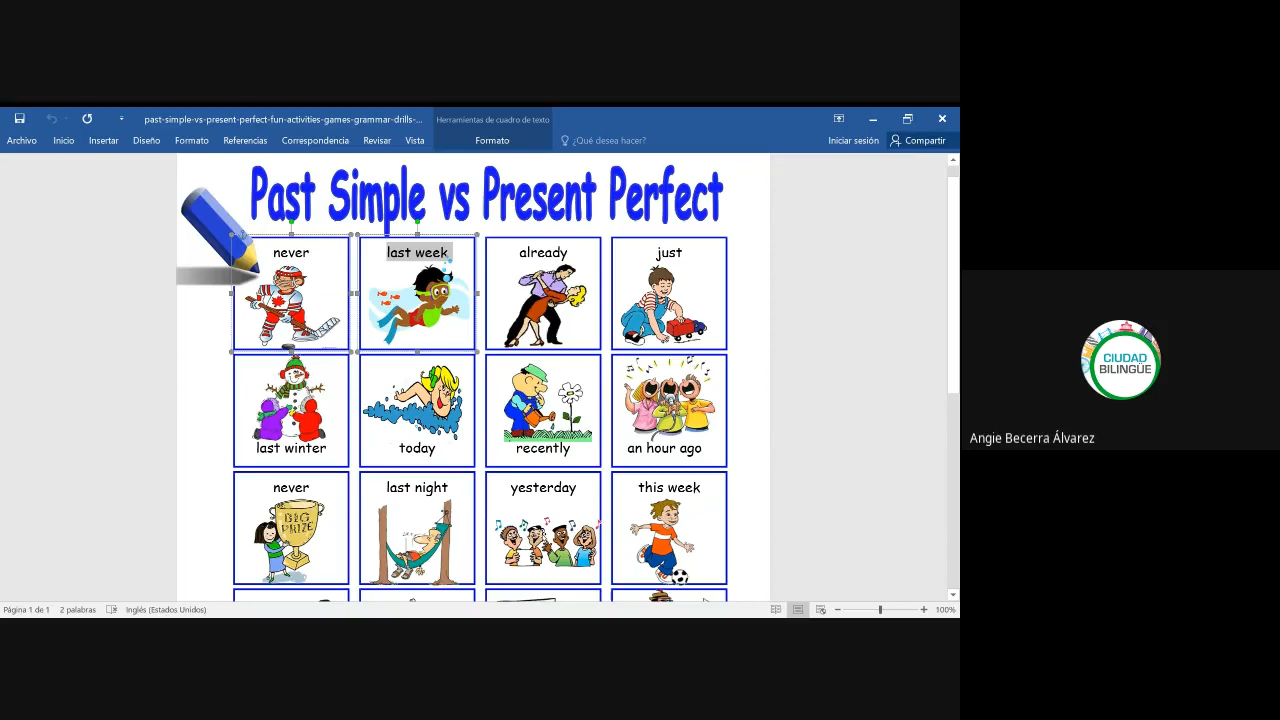 past-simple-vs-present-perfect-fun-activities-games-grammar-drills-...
Herramientas de cuadro de texto
Archivo Inicio Insertar Diseño Formato Referencias Correspondencia Revisar Vista Formato ¿Qué desea hacer? Iniciar sesión Compartir
Past Simple vs Present Perfect
never last week already just
last winter today recently an hour ago
never last night yesterday this week
BIG
PRIZE
Página 1 de 1 2 palabras Inglés (Estados Unidos) 100%
CIUDAD
BILINGÜE
Angie Becerra Álvarez